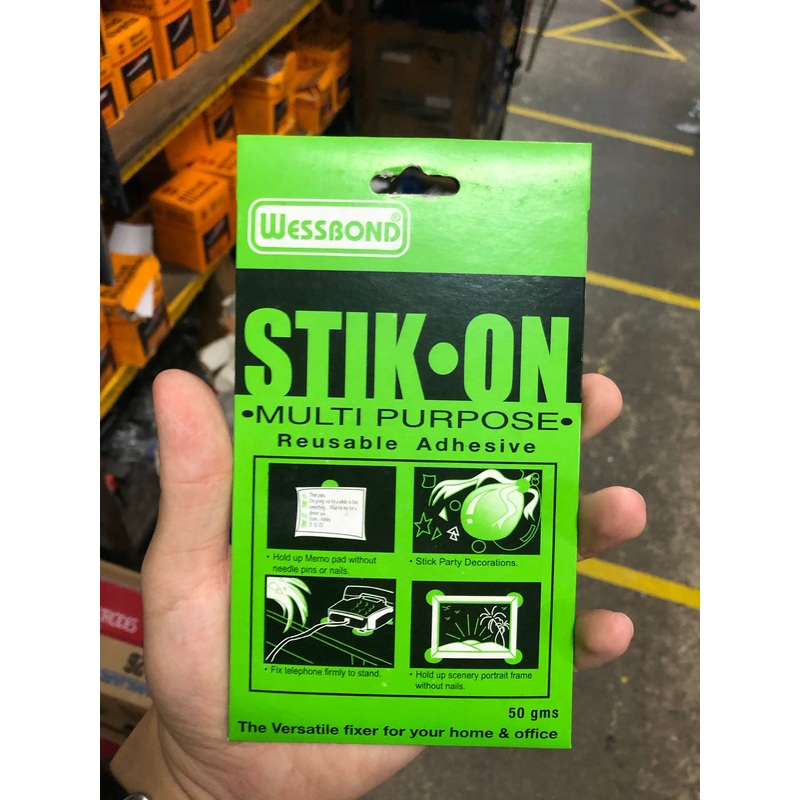 WESSBOND®
STIK•ON
•MULTI PURPOSE•
Reusable Adhesive
• Hold up Memo pad without
needle pins or nails.
• Stick Party Decorations.
• Fix telephone firmly to stand.
• Hold up scenery portrait frame
without nails.
50 gms
The Versatile fixer for your home & office